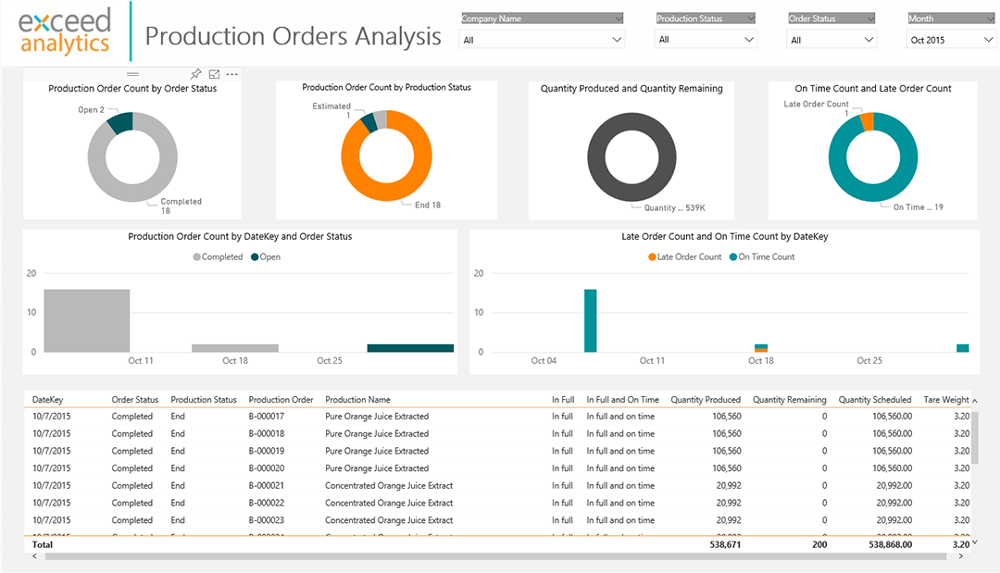 exceed
analytics
Production Orders Analysis
Company Name
All
Production Status
All
Order Status
All
Month
Oct 2015
Production Order Count by Order Status
Open 2
Completed
18
Production Order Count by Production Status
Estimated
1
End 18
Quantity Produced and Quantity Remaining
Quantity ... 539K
On Time Count and Late Order Count
Late Order Count
1
On Time ... 19
Production Order Count by DateKey and Order Status
Completed Open
20
10
0
Oct 11 Oct 18 Oct 25
Late Order Count and On Time Count by DateKey
Late Order Count On Time Count
20
10
0
Oct 04 Oct 11 Oct 18 Oct 25
DateKey Order Status Production Status Production Order Production Name In Full In Full and On Time Quantity Produced Quantity Remaining Quantity Scheduled Tare Weight
10/7/2015 Completed End B-000017 Pure Orange Juice Extracted In full In full and on time 106,560 0 106,560.00 3.20
10/7/2015 Completed End B-000018 Pure Orange Juice Extracted In full In full and on time 106,560 0 106,560.00 3.20
10/7/2015 Completed End B-000019 Pure Orange Juice Extracted In full In full and on time 106,560 0 106,560.00 3.20
10/7/2015 Completed End B-000020 Pure Orange Juice Extracted In full In full and on time 106,560 0 106,560.00 3.20
10/7/2015 Completed End B-000021 Concentrated Orange Juice Extract In full In full and on time 20,992 0 20,992.00 3.20
10/7/2015 Completed End B-000022 Concentrated Orange Juice Extract In full In full and on time 20,992 0 20,992.00 3.20
10/7/2015 Completed End B-000023 Concentrated Orange Juice Extract In full In full and on time 20,992 0 20,992.00 3.20
Total 538,671 200 538,868.00 3.20